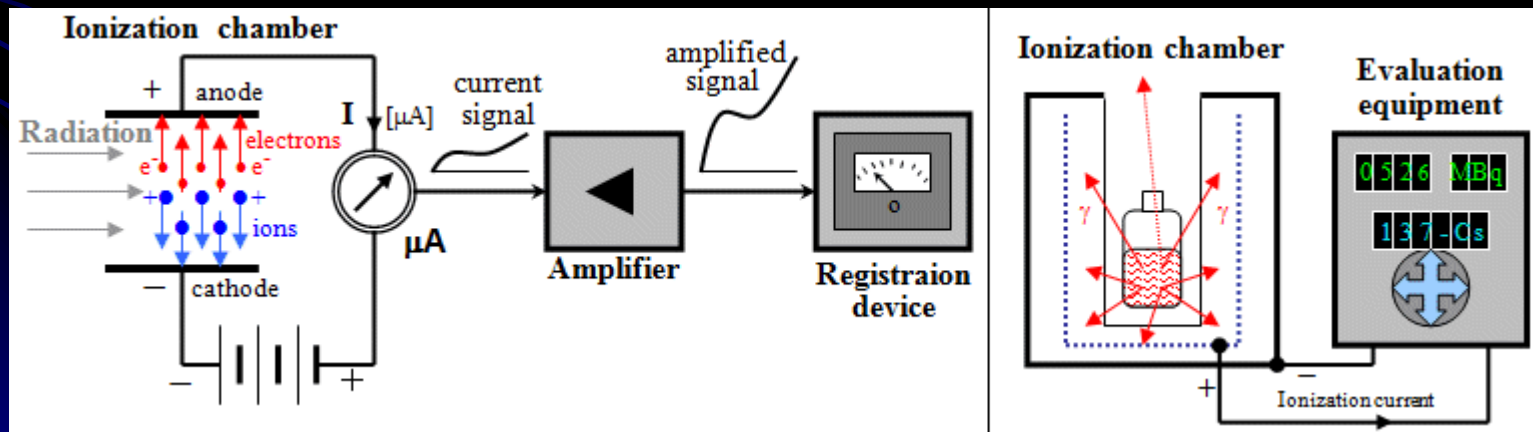 Ionization chamber
+ anode
Radiation
electrons
e- e-
+ +
ions
− cathode
− +
I [μA]
μA
current
signal
Amplifier
amplified
signal
Registraion
device
o
Ionization chamber
γ γ
+ −
Ionization current
Evaluation
equipment
0526 MBq
137-Cs